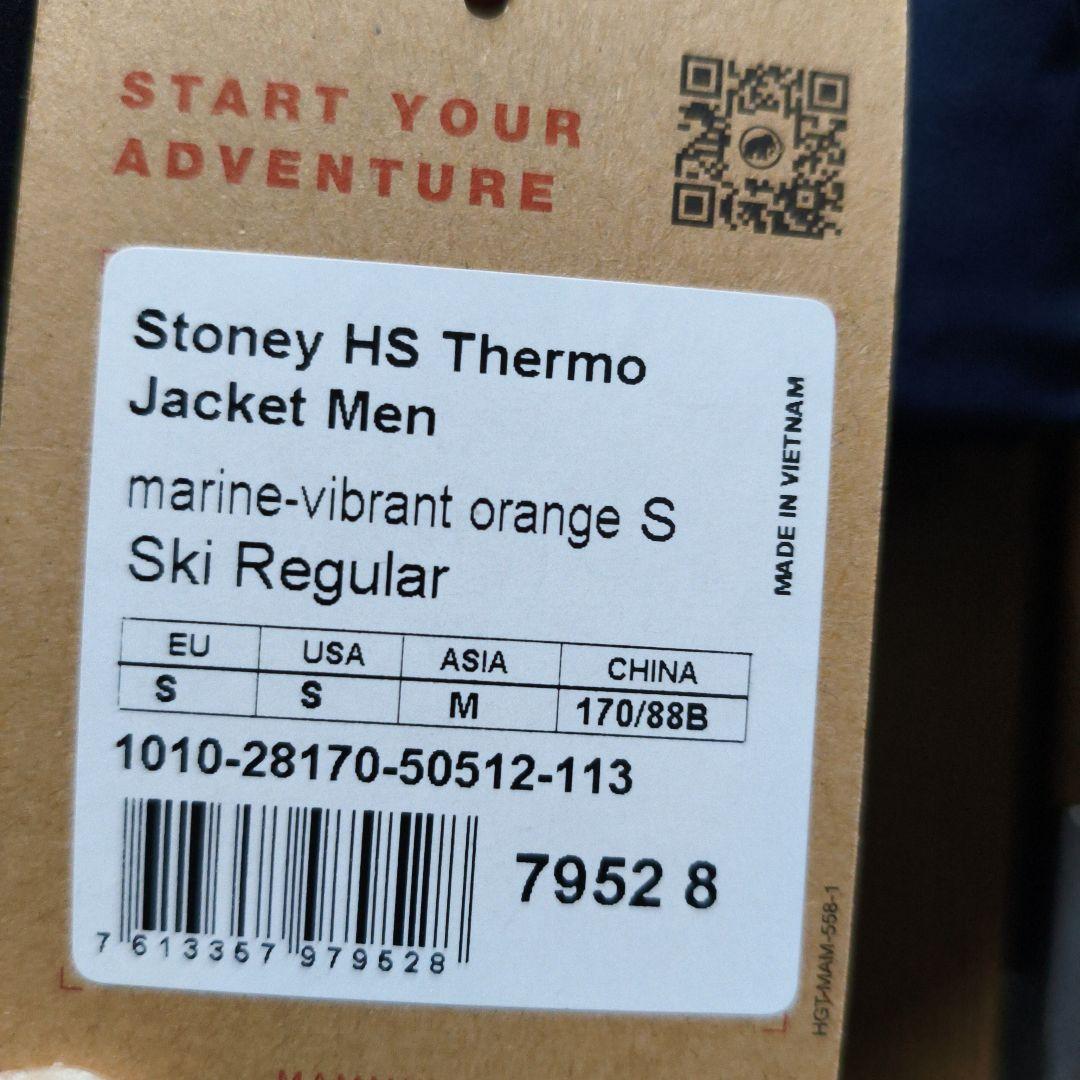 START YOUR
ADVENTURE
Stoney HS Thermo
Jacket Men
marine-vibrant orange S
Ski Regular
MADE IN VIETNAM
EU USA ASIA CHINA
S S M 170/88B
1010-28170-50512-113
7952 8
7 613357 979528
HGT-MAM-558-1